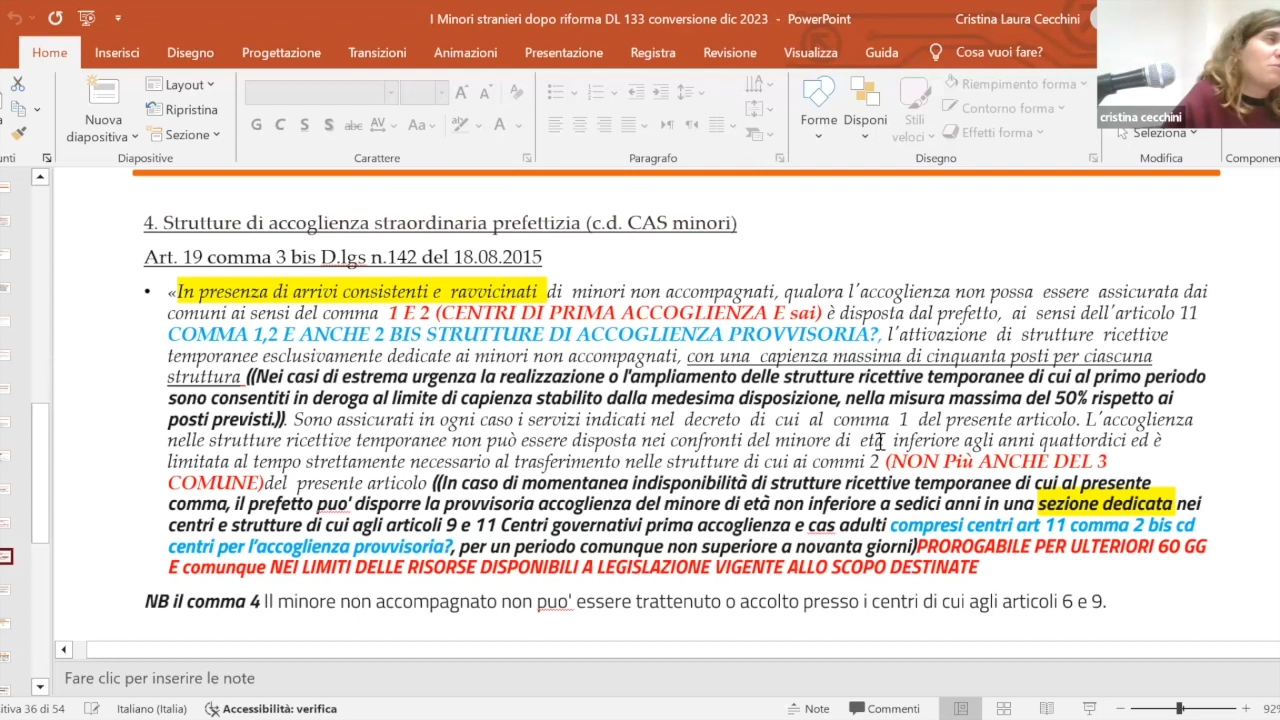 I Minori stranieri dopo riforma DL 133 conversione dic 2023 - PowerPoint
Cristina Laura Cecchini
Home Inserisci Disegno Progettazione Transizioni Animazioni Presentazione Registra Revisione Visualizza Guida Cosa vuoi fare?
Nuova diapositiva
Layout
Ripristina
Sezione
G C S S abc AV Aa A
Forme
Disponi
Stili veloci
Riempimento forma
Contorno forma
Effetti forma
cristina cecchini
Seleziona
unti Diapositive Carattere Paragrafo Disegno Modifica Componen
4. Strutture di accoglienza straordinaria prefettizia (c.d. CAS minori)
Art. 19 comma 3 bis D.lgs n.142 del 18.08.2015
• «In presenza di arrivi consistenti e ravvicinati di minori non accompagnati, qualora l'accoglienza non possa essere assicurata dai
comuni ai sensi del comma 1 E 2 (CENTRI DI PRIMA ACCOGLIENZA E sai) è disposta dal prefetto, ai sensi dell'articolo 11
COMMA 1,2 E ANCHE 2 BIS STRUTTURE DI ACCOGLIENZA PROVVISORIA?, l'attivazione di strutture ricettive
temporanee esclusivamente dedicate ai minori non accompagnati, con una capienza massima di cinquanta posti per ciascuna
struttura ((Nei casi di estrema urgenza la realizzazione o l'ampliamento delle strutture ricettive temporanee di cui al primo periodo
sono consentiti in deroga al limite di capienza stabilito dalla medesima disposizione, nella misura massima del 50% rispetto ai
posti previsti.)). Sono assicurati in ogni caso i servizi indicati nel decreto di cui al comma 1 del presente articolo. L'accoglienza
nelle strutture ricettive temporanee non può essere disposta nei confronti del minore di età inferiore agli anni quattordici ed è
limitata al tempo strettamente necessario al trasferimento nelle strutture di cui ai commi 2 (NON Più ANCHE DEL 3
COMUNE)del presente articolo ((In caso di momentanea indisponibilità di strutture ricettive temporanee di cui al presente
comma, il prefetto puo' disporre la provvisoria accoglienza del minore di età non inferiore a sedici anni in una sezione dedicata nei
centri e strutture di cui agli articoli 9 e 11 Centri governativi prima accoglienza e cas adulti compresi centri art 11 comma 2 bis cd
centri per l'accoglienza provvisoria?, per un periodo comunque non superiore a novanta giorni)PROROGABILE PER ULTERIORI 60 GG
E comunque NEI LIMITI DELLE RISORSE DISPONIBILI A LEGISLAZIONE VIGENTE ALLO SCOPO DESTINATE
NB il comma 4 Il minore non accompagnato non puo' essere trattenuto o accolto presso i centri di cui agli articoli 6 e 9.
Fare clic per inserire le note
sitiva 36 di 54 Italiano (Italia) Accessibilità: verifica Note Commenti 92%